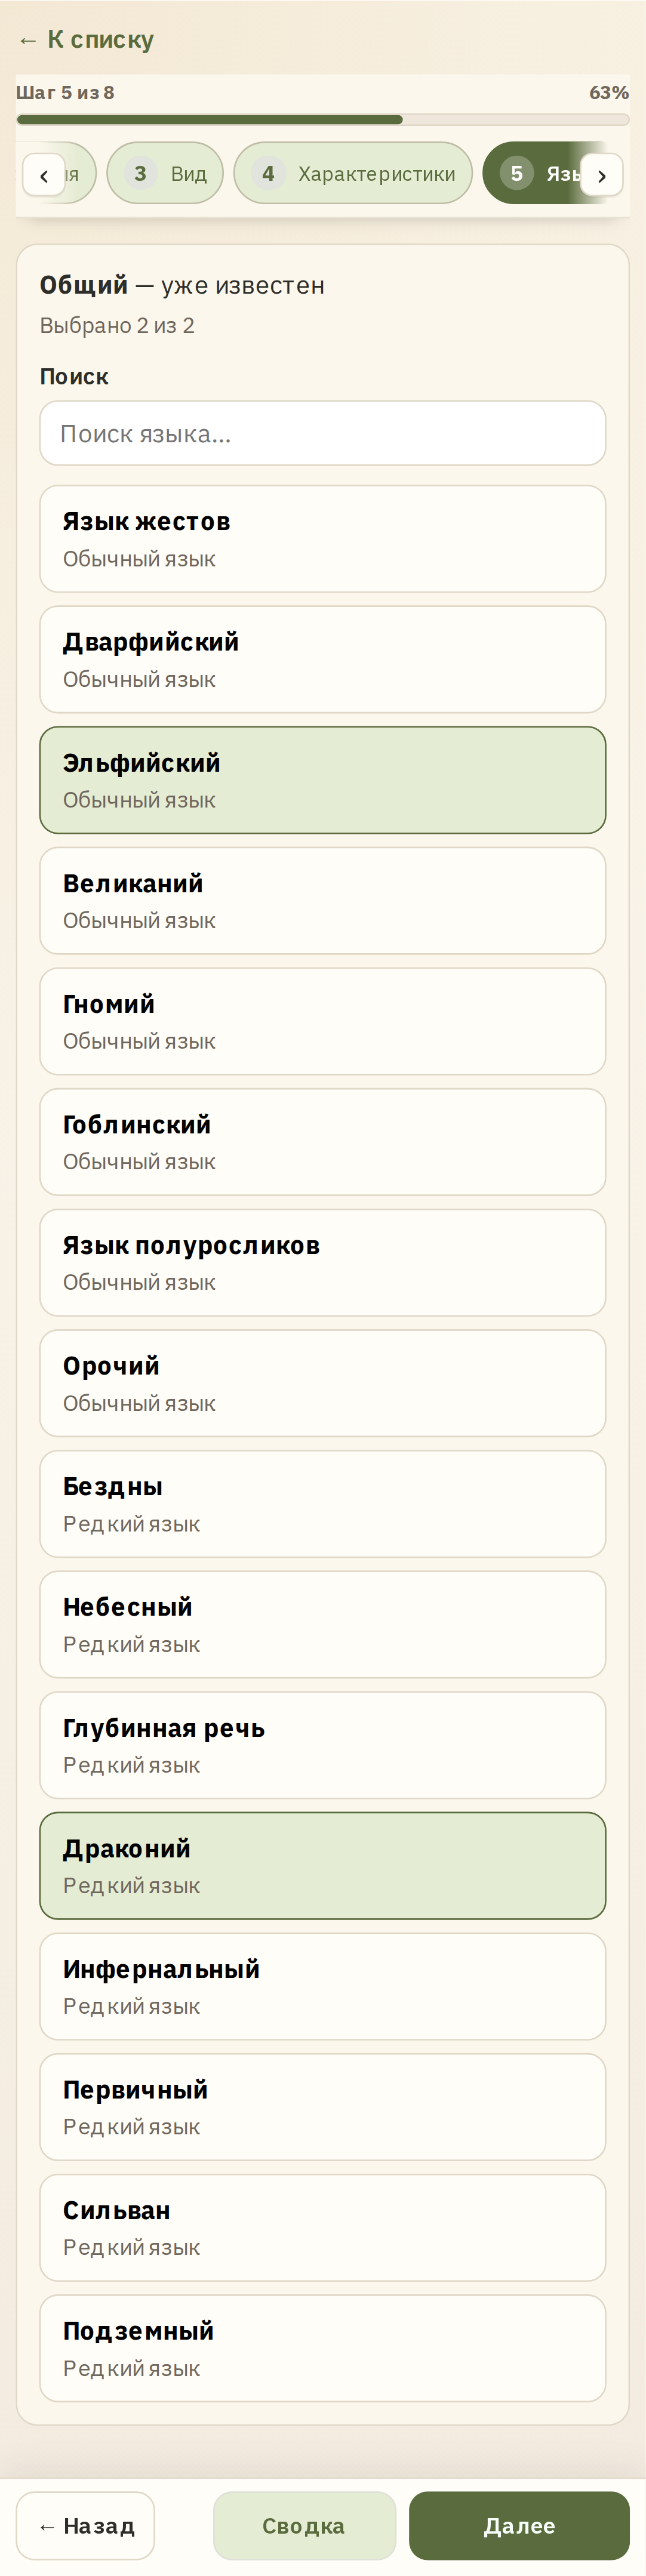 ← К списку
Шаг 5 из 8 63%
‹ ия 3 Вид 4 Характеристики 5 Язы ›
Общий — уже известен
Выбрано 2 из 2
Поиск
Поиск языка...
Язык жестов
Обычный язык
Дварфийский
Обычный язык
Эльфийский
Обычный язык
Великаний
Обычный язык
Гномий
Обычный язык
Гоблинский
Обычный язык
Язык полуросликов
Обычный язык
Орочий
Обычный язык
Бездны
Редкий язык
Небесный
Редкий язык
Глубинная речь
Редкий язык
Драконий
Редкий язык
Инфернальный
Редкий язык
Первичный
Редкий язык
Сильван
Редкий язык
Подземный
Редкий язык
← Назад Сводка Далее